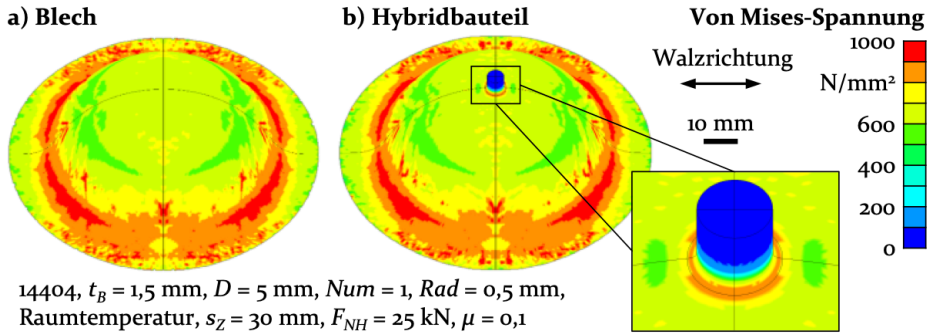 a) Blech
b) Hybridbauteil
Von Mises-Spannung
Walzrichtung
10 mm
1000
N/mm²
600
400
200
0
14404, t_B = 1,5 mm, D = 5 mm, Num = 1, Rad = 0,5 mm,
Raumtemperatur, s_Z = 30 mm, F_NH = 25 kN, µ = 0,1